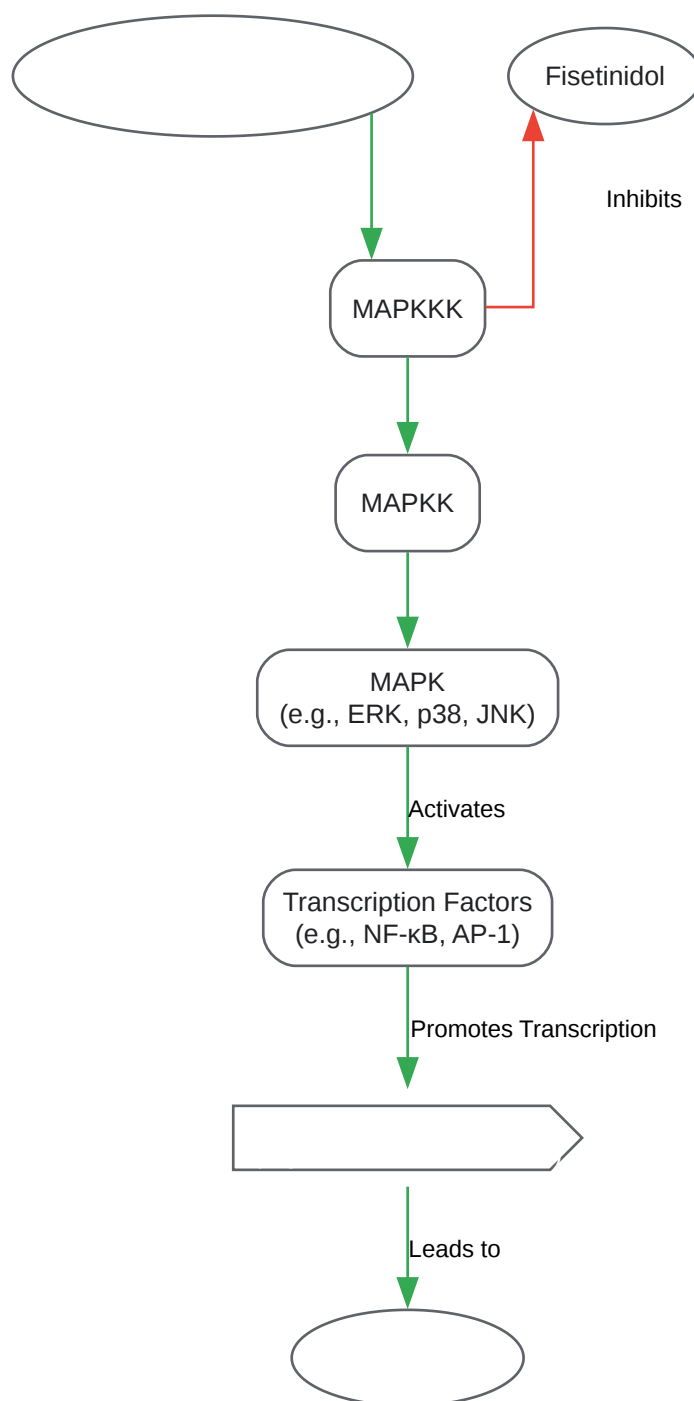 Fisetinidol
Inhibits
MAPKKK
MAPKK
MAPK
(e.g., ERK, p38, JNK)
Activates
Transcription Factors
(e.g., NF-κB, AP-1)
Promotes Transcription
Leads to